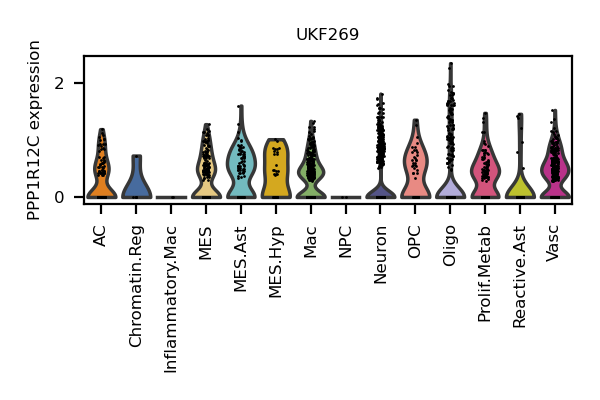 UKF269
PPP1R12C expression
2
0
AC
Chromatin.Reg
Inflammatory.Mac
MES
MES.Ast
MES.Hyp
Mac
NPC
Neuron
OPC
Oligo
Prolif.Metab
Reactive.Ast
Vasc